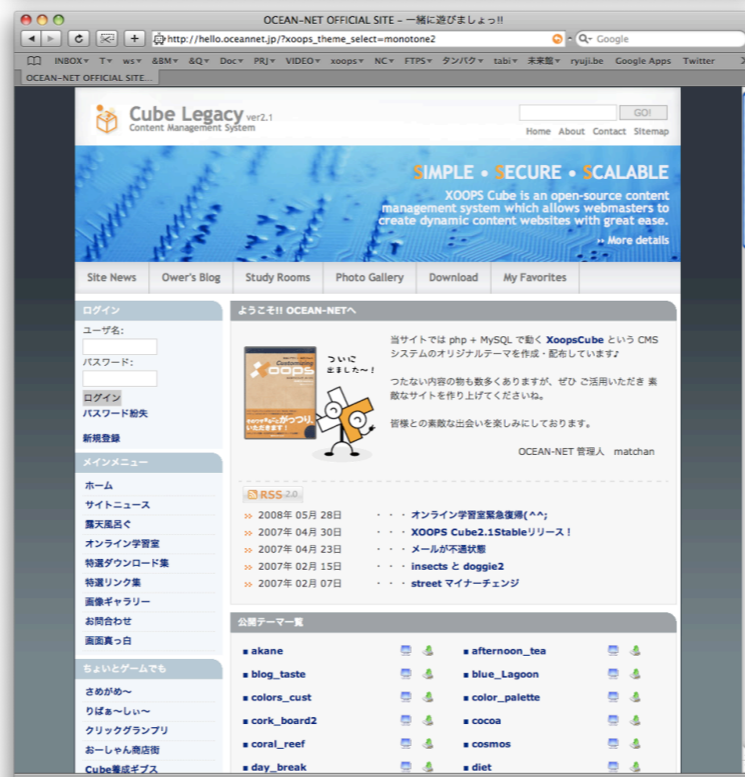 OCEAN-NET OFFICIAL SITE – 一緒に遊びましょっ!!
http://hello.oceannet.jp/?xoops_theme_select=monotone2
Google
INBOX▾ T▾ ws▾ &BM▾ &Q▾ Doc▾ PRJ▾ VIDEO▾ xoops▾ NC▾ FTPS▾ タンパク▾ tabi▾ 未来館▾ ryuji.be Google Apps Twitter
OCEAN-NET OFFICIAL SITE...
Cube Legacy ver2.1
Content Management System
GO!
Home About Contact Sitemap
SIMPLE • SECURE • SCALABLE
XOOPS Cube is an open-source content
management system which allows webmasters to
create dynamic content websites with great ease.
›› More details
Site News Ower's Blog Study Rooms Photo Gallery Download My Favorites
ログイン
ユーザ名:
パスワード:
ログイン
パスワード紛失
新規登録
メインメニュー
ホーム
サイトニュース
露天風呂ぐ
オンライン学習室
特選ダウンロード集
特選リンク集
画像ギャラリー
お問合わせ
画面真っ白
ちょいとゲームでも
さめがめ〜
りばぁ〜しぃ〜
クリックグランプリ
おーしゃん商店街
Cube養成ギプス
ようこそ!! OCEAN-NETへ
Customizing
Xoops
がっつり、
いただきます!
ついに
出ました〜!
当サイトでは php + MySQL で動く XoopsCube という CMS
システムのオリジナルテーマを作成・配布しています♪
つたない内容の物も数多くありますが、ぜひ ご活用いただき 素
敵なサイトを作り上げてくださいね。
皆様との素敵な出会いを楽しみにしております。
OCEAN-NET 管理人 matchan
RSS 2.0
›› 2008年 05月 28日 ・・・オンライン学習室緊急復帰(^^;
›› 2007年 04月 30日 ・・・XOOPS Cube2.1Stableリリース！
›› 2007年 04月 23日 ・・・メールが不通状態
›› 2007年 02月 15日 ・・・insects と doggie2
›› 2007年 02月 07日 ・・・street マイナーチェンジ
公開テーマ一覧
akane afternoon_tea
blog_taste blue_Lagoon
colors_cust color_palette
cork_board2 cocoa
coral_reef cosmos
day_break diet